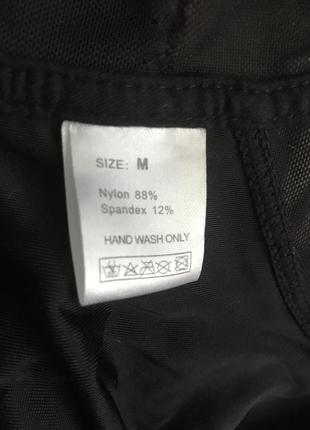 SIZE: M
Nylon 88%
Spandex 12%
HAND WASH ONLY